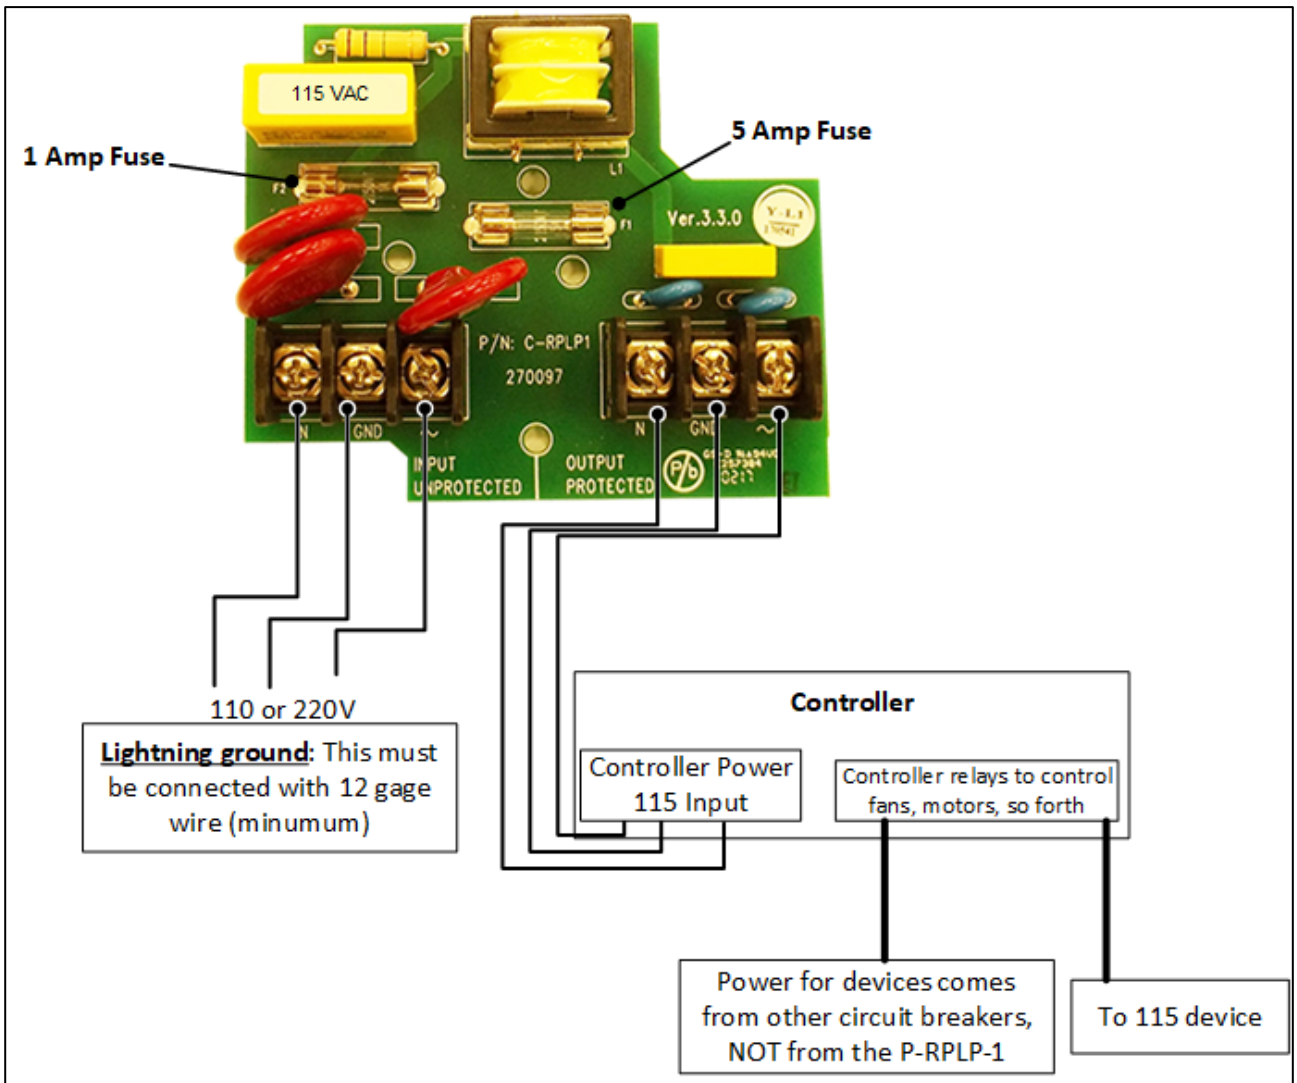 115 VAC
1 Amp Fuse
5 Amp Fuse
F2
L1
F1
Ver.3.3.0
Y-L1
P/N: C-RPLP1
270097
N GND ~
N GND ~
INPUT
UNPROTECTED
OUTPUT
PROTECTED
P/b
0217
110 or 220V
Lightning ground: This must
be connected with 12 gage
wire (minumum)
Controller
Controller Power
115 Input
Controller relays to control
fans, motors, so forth
Power for devices comes
from other circuit breakers,
NOT from the P-RPLP-1
To 115 device